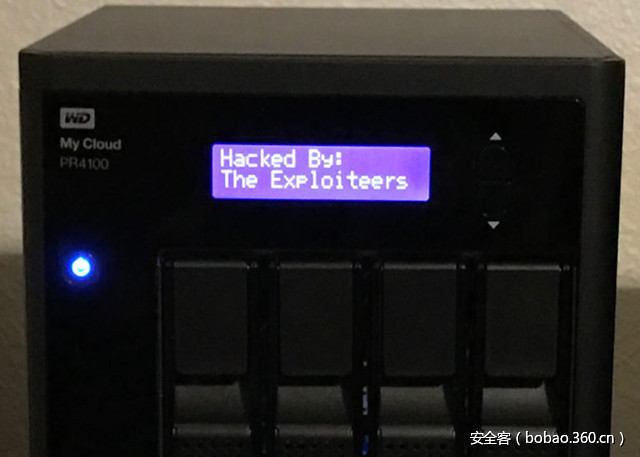 WD
My Cloud
PR4100
Hacked By:
The Exploiteers
安全客（bobao.360.cn）